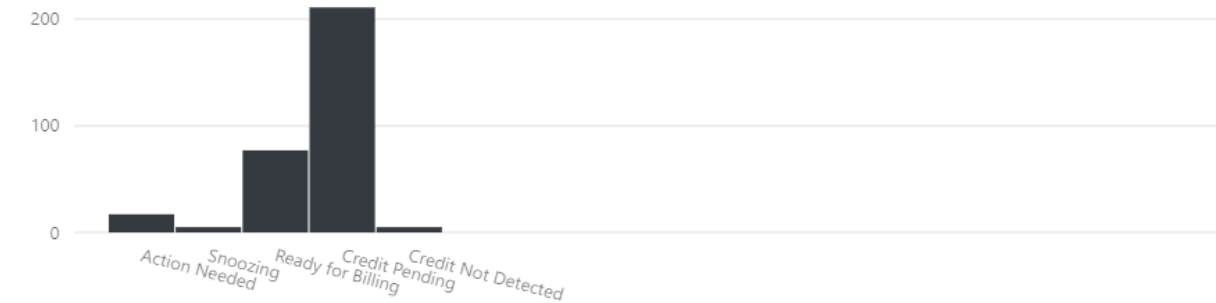 200
100
0
Action Needed
Snoozing
Ready for Billing
Credit Pending
Credit Not Detected